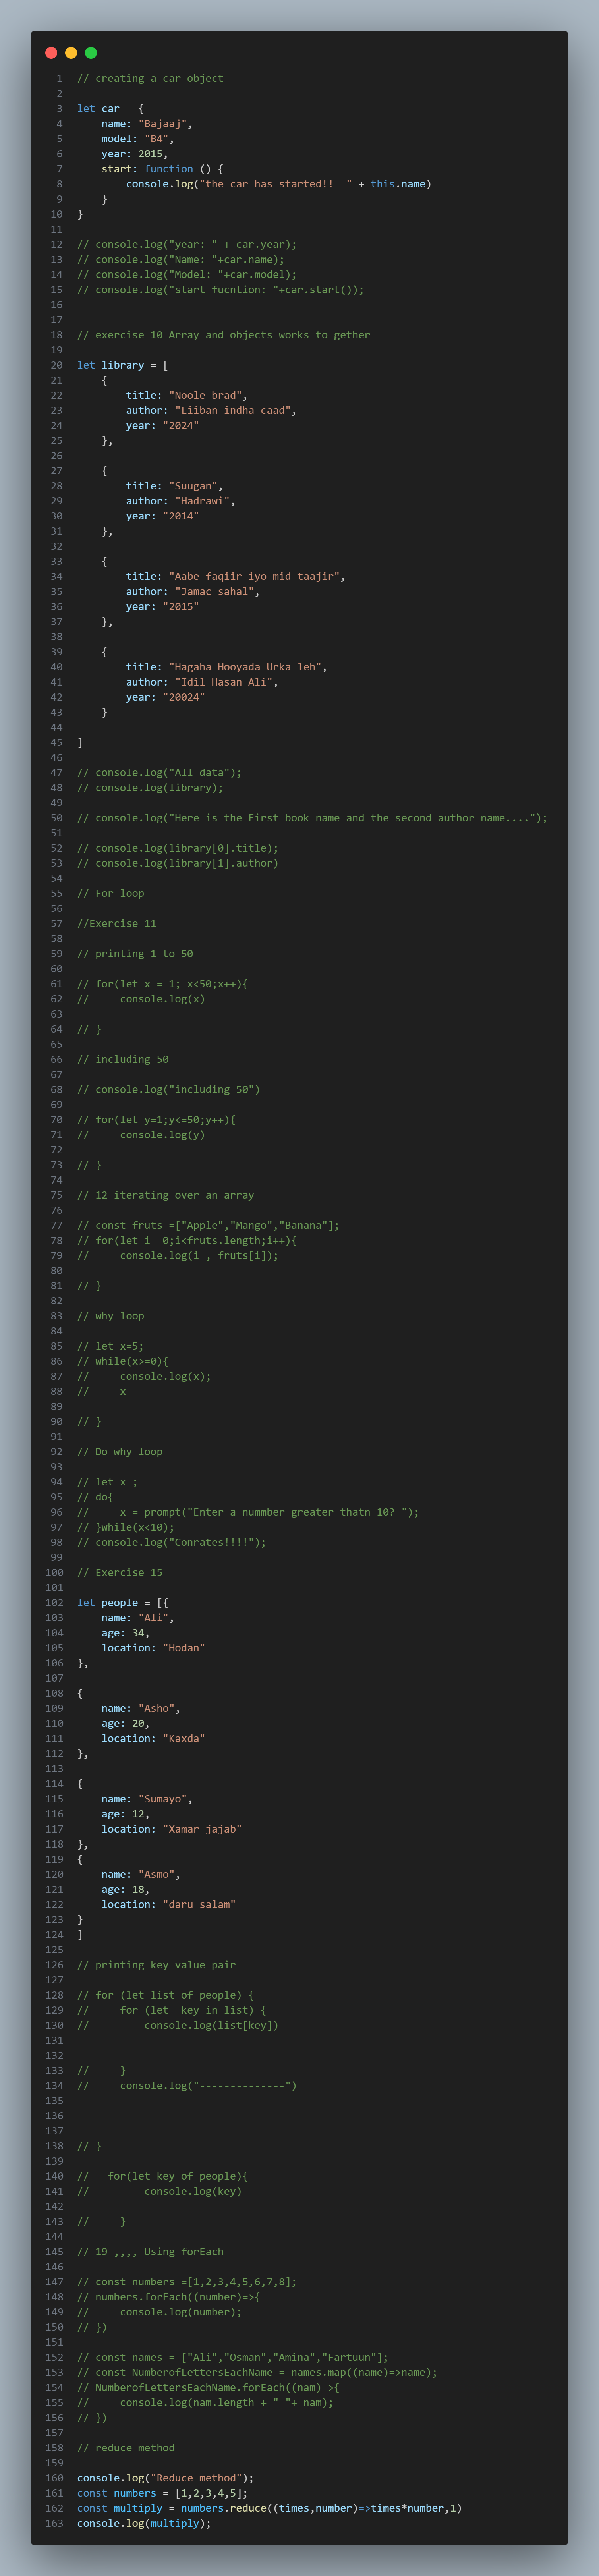 1 // creating a car object
2
3 let car = {
4     name: "Bajaaj",
5     model: "B4",
6     year: 2015,
7     start: function () {
8         console.log("the car has started!!  " + this.name)
9     }
10 }
11
12 // console.log("year: " + car.year);
13 // console.log("Name: "+car.name);
14 // console.log("Model: "+car.model);
15 // console.log("start fucntion: "+car.start());
16
17
18 // exercise 10 Array and objects works to gether
19
20 let library = [
21     {
22         title: "Noole brad",
23         author: "Liiban indha caad",
24         year: "2024"
25     },
26
27     {
28         title: "Suugan",
29         author: "Hadrawi",
30         year: "2014"
31     },
32
33     {
34         title: "Aabe faqiir iyo mid taajir",
35         author: "Jamac sahal",
36         year: "2015"
37     },
38
39     {
40         title: "Hagaha Hooyada Urka leh",
41         author: "Idil Hasan Ali",
42         year: "20024"
43     }
44
45 ]
46
47 // console.log("All data");
48 // console.log(library);
49
50 // console.log("Here is the First book name and the second author name....");
51
52 // console.log(library[0].title);
53 // console.log(library[1].author)
54
55 // For loop
56
57 //Exercise 11
58
59 // printing 1 to 50
60
61 // for(let x = 1; x<50;x++){
62 //     console.log(x)
63
64 // }
65
66 // including 50
67
68 // console.log("including 50")
69
70 // for(let y=1;y<=50;y++){
71 //     console.log(y)
72
73 // }
74
75 // 12 iterating over an array
76
77 // const fruts =["Apple","Mango","Banana"];
78 // for(let i =0;i<fruts.length;i++){
79 //     console.log(i , fruts[i]);
80
81 // }
82
83 // why loop
84
85 // let x=5;
86 // while(x>=0){
87 //     console.log(x);
88 //     x--
89
90 // }
91
92 // Do why loop
93
94 // let x ;
95 // do{
96 //     x = prompt("Enter a nummber greater thatn 10? ");
97 // }while(x<10);
98 // console.log("Conrates!!!!");
99
100 // Exercise 15
101
102 let people = [{
103     name: "Ali",
104     age: 34,
105     location: "Hodan"
106 },
107
108 {
109     name: "Asho",
110     age: 20,
111     location: "Kaxda"
112 },
113
114 {
115     name: "Sumayo",
116     age: 12,
117     location: "Xamar jajab"
118 },
119 {
120     name: "Asmo",
121     age: 18,
122     location: "daru salam"
123 }
124 ]
125
126 // printing key value pair
127
128 // for (let list of people) {
129 //     for (let  key in list) {
130 //         console.log(list[key])
131
132
133 //     }
134 //     console.log("--------------")
135
136
137
138 // }
139
140 //   for(let key of people){
141 //         console.log(key)
142
143 //     }
144
145 // 19 ,,,, Using forEach
146
147 // const numbers =[1,2,3,4,5,6,7,8];
148 // numbers.forEach((number)=>{
149 //     console.log(number);
150 // })
151
152 // const names = ["Ali","Osman","Amina","Fartuun"];
153 // const NumberofLettersEachName = names.map((name)=>name);
154 // NumberofLettersEachName.forEach((nam)=>{
155 //     console.log(nam.length + " "+ nam);
156 // })
157
158 // reduce method
159
160 console.log("Reduce method");
161 const numbers = [1,2,3,4,5];
162 const multiply = numbers.reduce((times,number)=>times*number,1)
163 console.log(multiply);